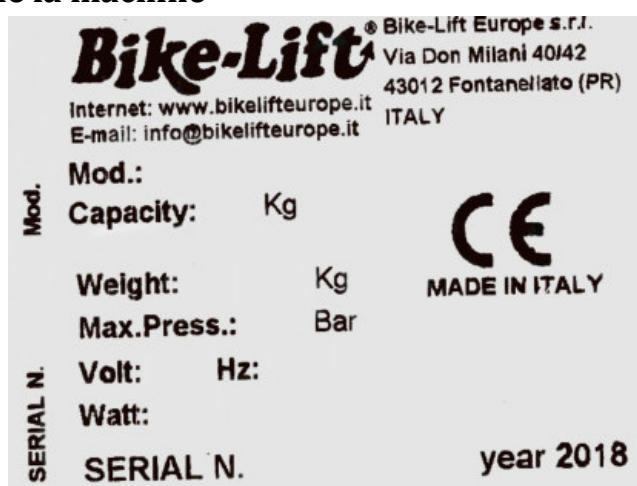 Bike-Lift®
Bike-Lift Europe s.r.l.
Via Don Milani 40/42
43012 Fontanellato (PR)
ITALY
Internet: www.bikelifteurope.it
E-mail: info@bikelifteurope.it
Mod.
Mod.:
Capacity: Kg
CE
MADE IN ITALY
Weight: Kg
Max.Press.: Bar
Volt: Hz:
Watt:
SERIAL N.
SERIAL N.
year 2018